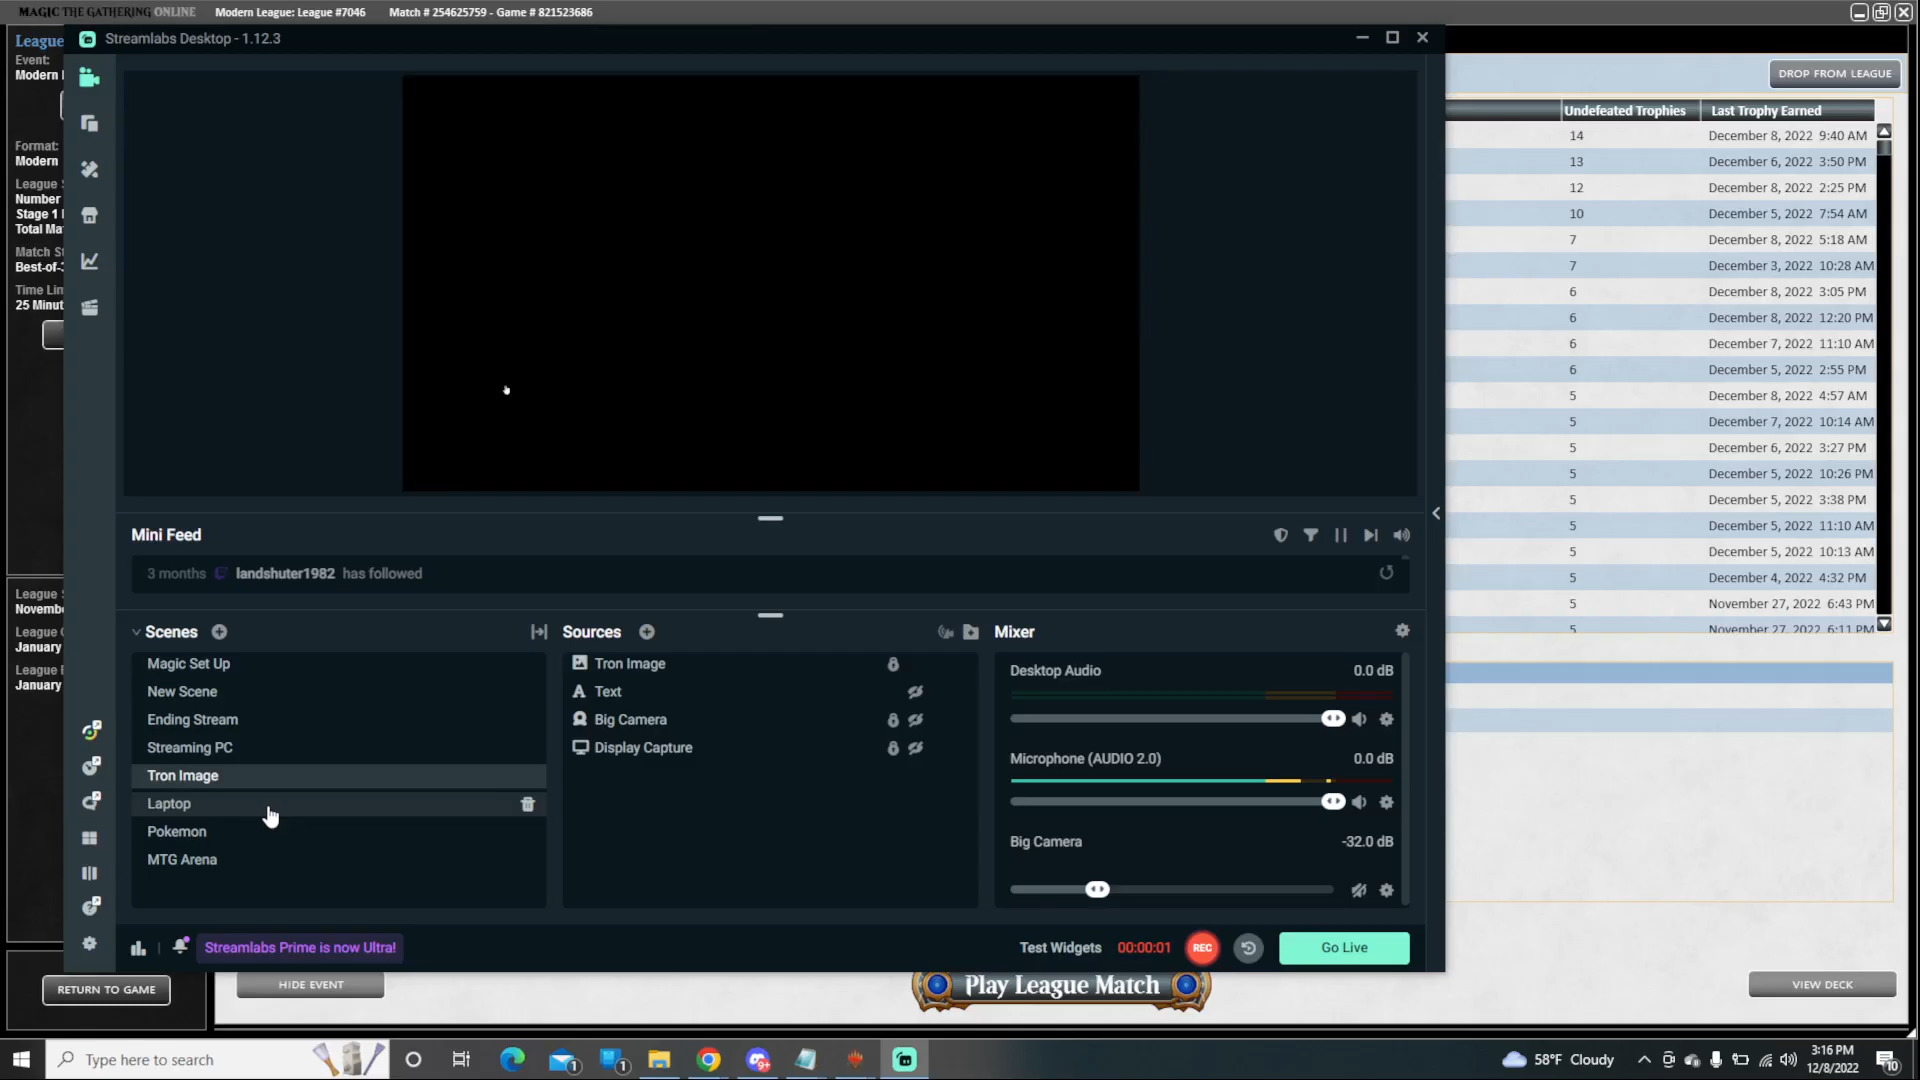 MAGIC THE GATHERING ONLINE Modern League: League #7046 Match # 254625759 - Game # 821523686
League
Event:
Modern
Format:
Modern
League
Number
Stage 1
Total Ma
Match St
Best-of-
Time Lim
25 Minut
League
Novembe
League
January
League
January
RETURN TO GAME
Streamlabs Desktop - 1.12.3
Mini Feed
3 months landshuter1982 has followed
Scenes
Magic Set Up
New Scene
Ending Stream
Streaming PC
Tron Image
Laptop
Pokemon
MTG Arena
Sources
Tron Image
Text
Big Camera
Display Capture
Mixer
Desktop Audio 0.0 dB
Microphone (AUDIO 2.0) 0.0 dB
Big Camera -32.0 dB
Streamlabs Prime is now Ultra!
Test Widgets 00:00:01 REC Go Live
DROP FROM LEAGUE
Undefeated Trophies Last Trophy Earned
14 December 8, 2022 9:40 AM
13 December 6, 2022 3:50 PM
12 December 8, 2022 2:25 PM
10 December 5, 2022 7:54 AM
7 December 8, 2022 5:18 AM
7 December 3, 2022 10:28 AM
6 December 8, 2022 3:05 PM
6 December 8, 2022 12:20 PM
6 December 7, 2022 11:10 AM
6 December 5, 2022 2:55 PM
5 December 8, 2022 4:57 AM
5 December 7, 2022 10:14 AM
5 December 6, 2022 3:27 PM
5 December 5, 2022 10:26 PM
5 December 5, 2022 3:38 PM
5 December 5, 2022 11:10 AM
5 December 5, 2022 10:13 AM
5 December 4, 2022 4:32 PM
5 November 27, 2022 6:43 PM
5 November 27, 2022 6:11 PM
HIDE EVENT
Play League Match
VIEW DECK
Type here to search
1
1
9+
58°F Cloudy
3:16 PM
12/8/2022
10